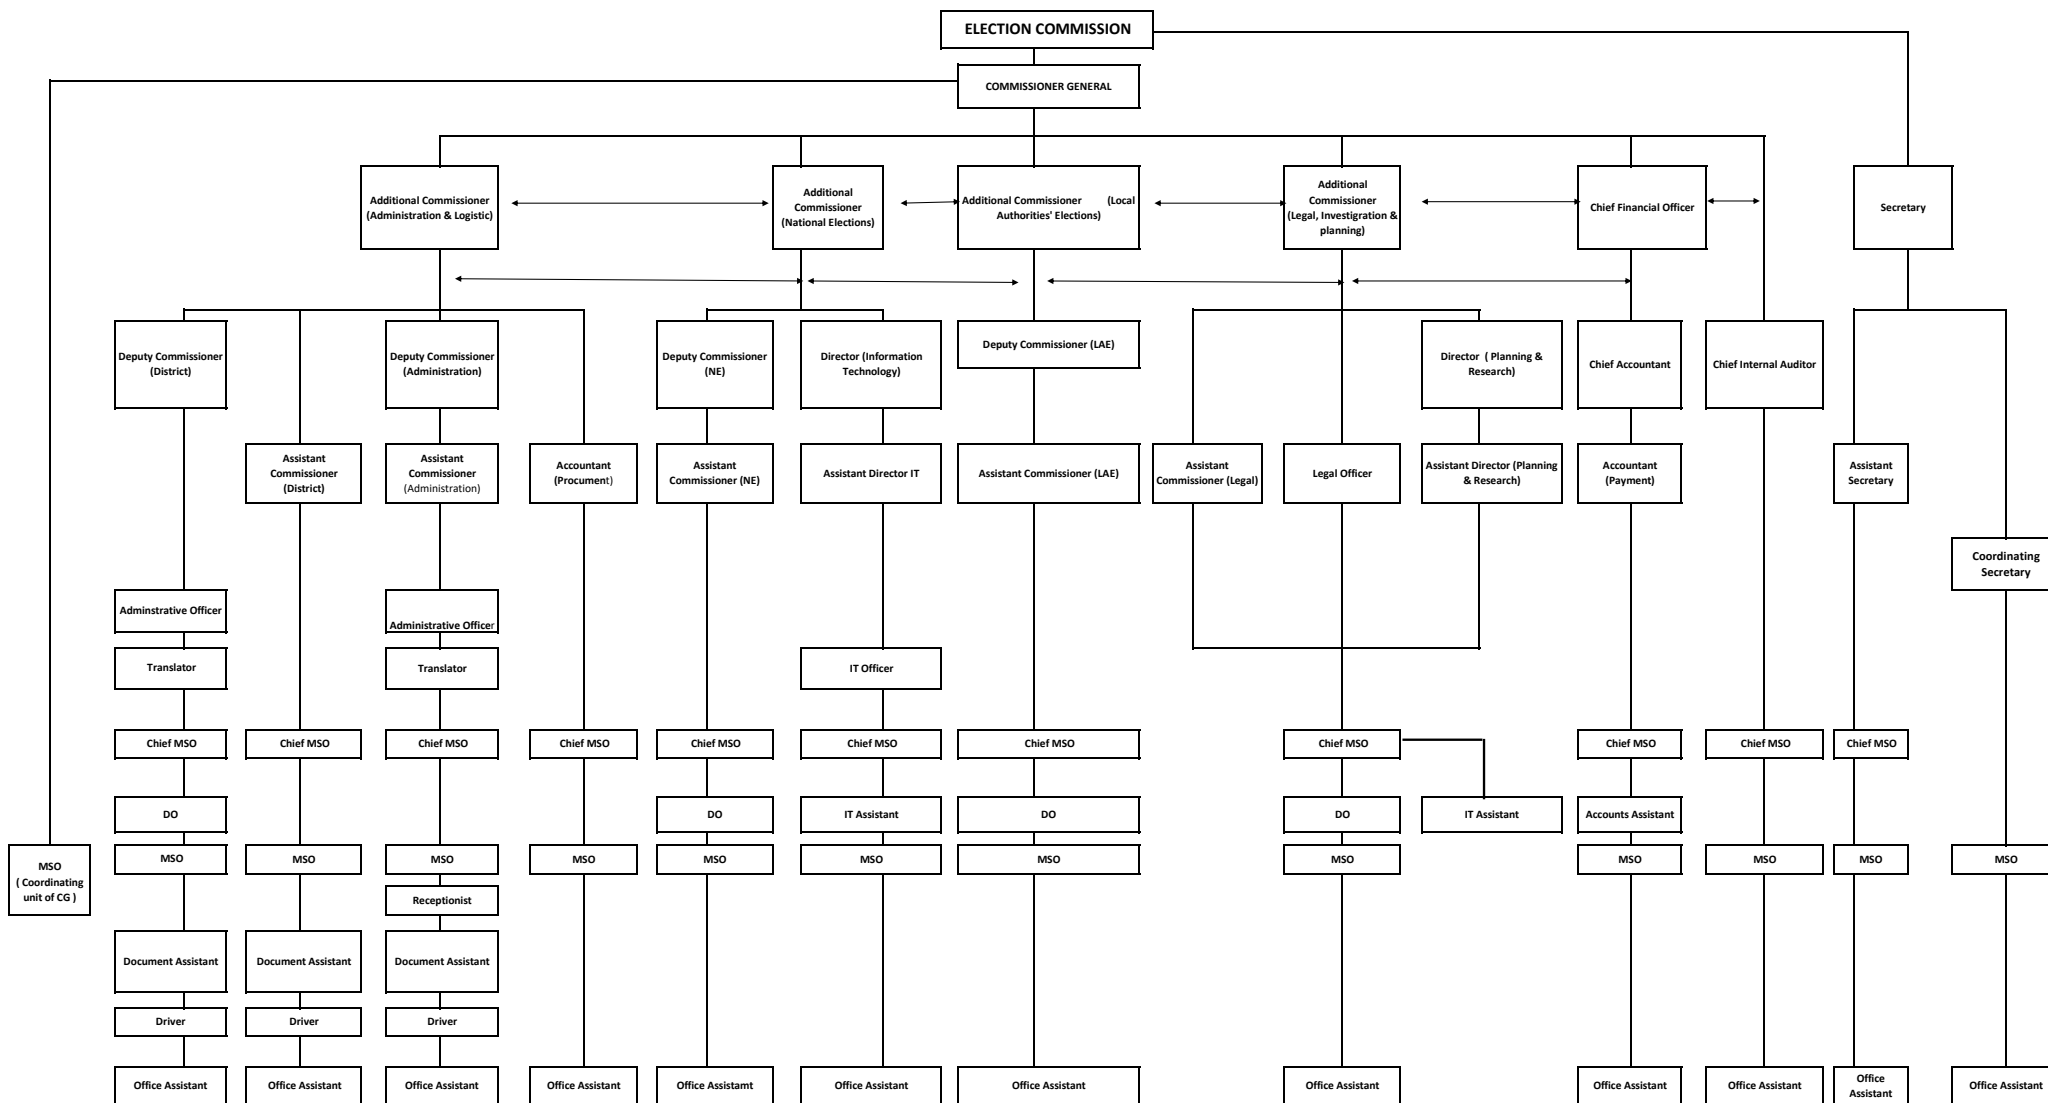 ELECTION COMMISSION
COMMISSIONER GENERAL
Additional Commissioner
(Administration & Logistic)
Additional
Commissioner
(National Elections)
Additional Commissioner (Local
Authorities' Elections)
Additional
Commissioner
(Legal, Investigration &
planning)
Chief Financial Officer
Secretary
Deputy Commissioner
(District)
Deputy Commissioner
(Administration)
Deputy Commissioner
(NE)
Director (Information
Technology)
Deputy Commissioner (LAE)
Director ( Planning &
Research)
Chief Accountant
Chief Internal Auditor
Assistant
Commissioner
(District)
Assistant
Commissioner
(Administration)
Accountant
(Procument)
Assistant
Commissioner (NE)
Assistant Director IT
Assistant Commissioner (LAE)
Assistant
Commissioner (Legal)
Legal Officer
Assistant Director (Planning
& Research)
Accountant
(Payment)
Assistant
Secretary
Coordinating
Secretary
Adminstrative Officer
Administrative Officer
Translator
Translator
IT Officer
Chief MSO
Chief MSO
Chief MSO
Chief MSO
Chief MSO
Chief MSO
Chief MSO
Chief MSO
Chief MSO
Chief MSO
Chief MSO
DO
DO
IT Assistant
DO
DO
IT Assistant
Accounts Assistant
MSO
( Coordinating
unit of CG )
MSO
MSO
MSO
MSO
MSO
MSO
MSO
MSO
MSO
MSO
MSO
MSO
Receptionist
Document Assistant
Document Assistant
Document Assistant
Driver
Driver
Driver
Office Assistant
Office Assistant
Office Assistant
Office Assistant
Office Assistamt
Office Assistant
Office Assistant
Office Assistant
Office Assistant
Office Assistant
Office
Assistant
Office Assistant